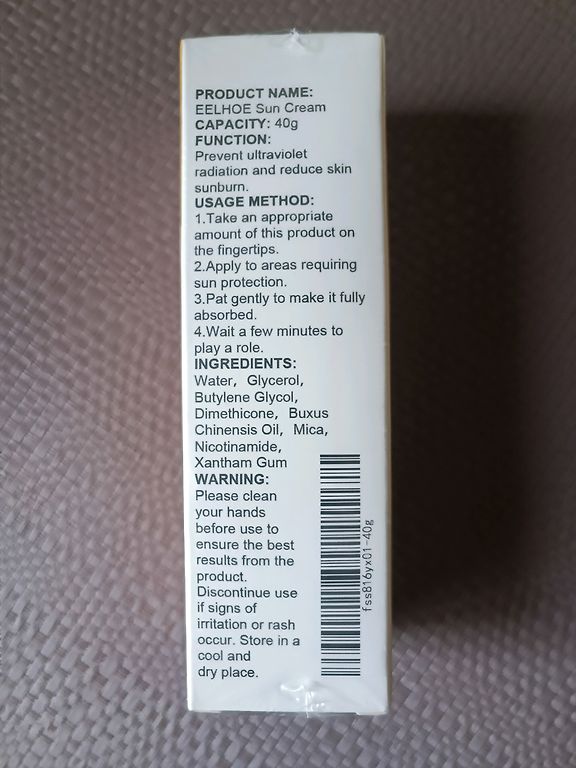 PRODUCT NAME:
EELHOE Sun Cream
CAPACITY: 40g
FUNCTION:
Prevent ultraviolet
radiation and reduce skin
sunburn.
USAGE METHOD:
1.Take an appropriate
amount of this product on
the fingertips.
2.Apply to areas requiring
sun protection.
3.Pat gently to make it fully
absorbed.
4.Wait a few minutes to
play a role.
INGREDIENTS:
Water, Glycerol,
Butylene Glycol,
Dimethicone, Buxus
Chinensis Oil, Mica,
Nicotinamide,
Xantham Gum
WARNING:
Please clean
your hands
before use to
ensure the best
results from the
product.
Discontinue use
if signs of
irritation or rash
occur. Store in a
cool and
dry place.
fss816yx01-40g